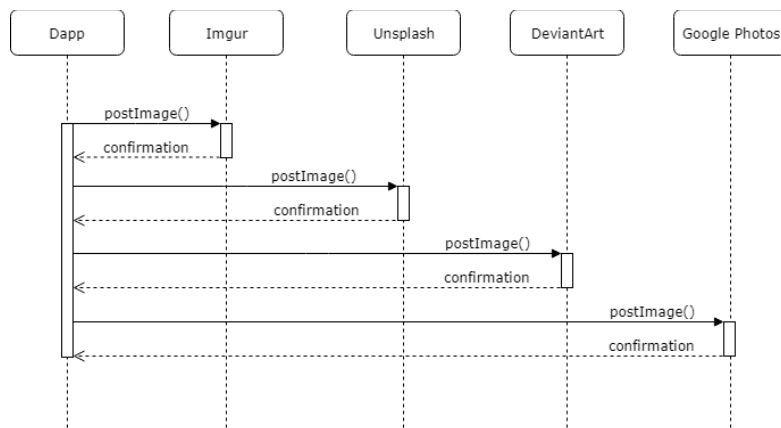 Dapp
Imgur
Unsplash
DeviantArt
Google Photos
postImage()
confirmation
postImage()
confirmation
postImage()
confirmation
postImage()
confirmation